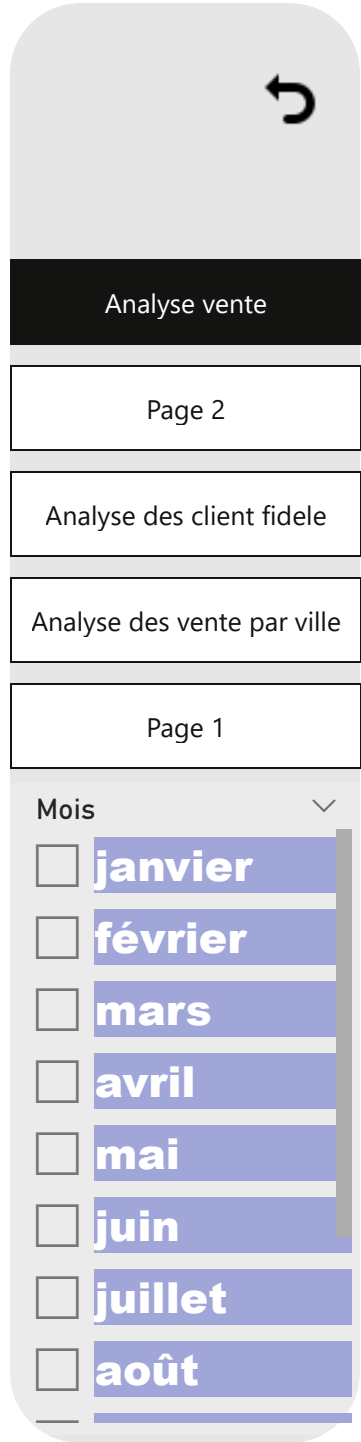 Analyse vente
Page 2
Analyse des client fidele
Analyse des vente par ville
Page 1
Mois
janvier
février
mars
avril
mai
juin
juillet
août